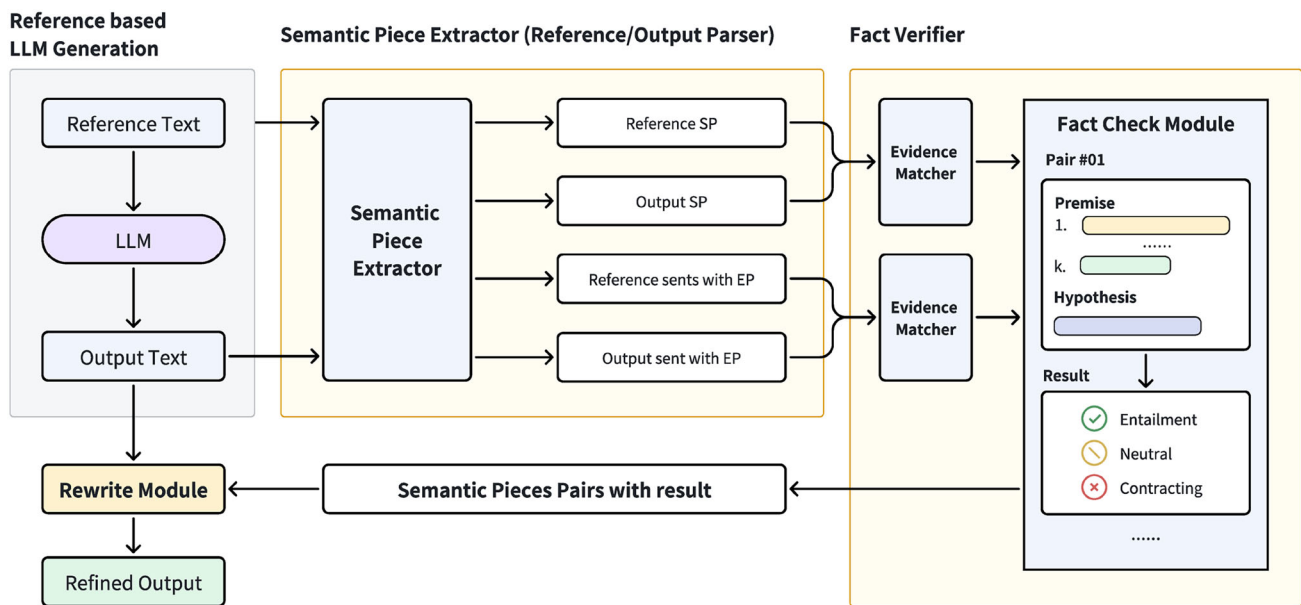 Reference based
LLM Generation
Semantic Piece Extractor (Reference/Output Parser)
Fact Verifier
Reference Text
LLM
Output Text
Semantic
Piece
Extractor
Reference SP
Output SP
Reference sents with EP
Output sent with EP
Evidence
Matcher
Evidence
Matcher
Fact Check Module
Pair #01
Premise
1.
......
k.
Hypothesis
Result
Entailment
Neutral
Contracting
......
Rewrite Module
Semantic Pieces Pairs with result
Refined Output